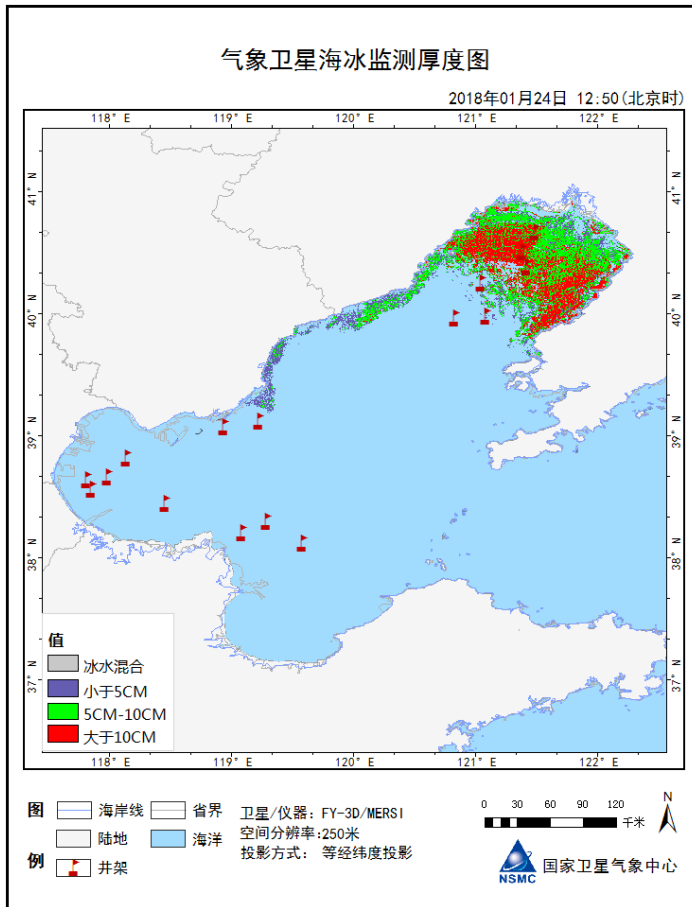 气象卫星海冰监测厚度图
2018年01月24日 12:50(北京时)
118° E 119° E 120° E 121° E 122° E
41° N 41° N
40° N 40° N
39° N 39° N
38° N 38° N
37° N 37° N
值
冰水混合
小于5CM
5CM-10CM
大于10CM
118° E 119° E 120° E 121° E 122° E
图例
海岸线 省界
陆地 海洋
井架
卫星/仪器: FY-3D/MERSI
空间分辨率:250米
投影方式: 等经纬度投影
0 30 60 90 120
千米
N
NSMC
国家卫星气象中心